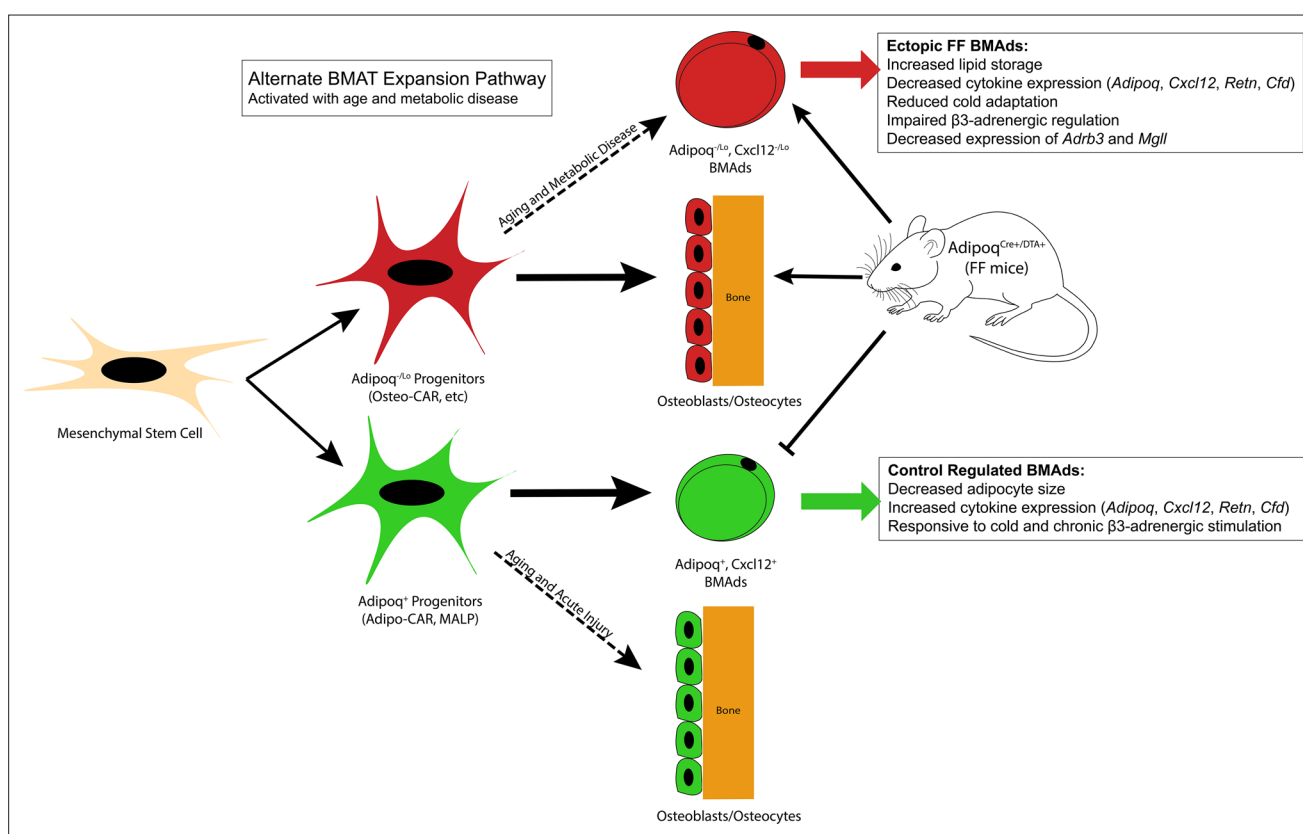 Alternate BMAT Expansion Pathway
Activated with age and metabolic disease
Ectopic FF BMAds:
Increased lipid storage
Decreased cytokine expression (Adipoq, Cxcl12, Retn, Cfd)
Reduced cold adaptation
Impaired β3-adrenergic regulation
Decreased expression of Adrb3 and Mgll
Aging and Metabolic Disease
Adipoq-/Lo, Cxcl12-/Lo
BMAds
AdipoqCre+/DTA+
(FF mice)
Bone
Adipoq-/Lo Progenitors
(Osteo-CAR, etc)
Osteoblasts/Osteocytes
Mesenchymal Stem Cell
Control Regulated BMAds:
Decreased adipocyte size
Increased cytokine expression (Adipoq, Cxcl12, Retn, Cfd)
Responsive to cold and chronic β3-adrenergic stimulation
Adipoq+ Progenitors
(Adipo-CAR, MALP)
Aging and Acute Injury
Adipoq+, Cxcl12+
BMAds
Bone
Osteoblasts/Osteocytes